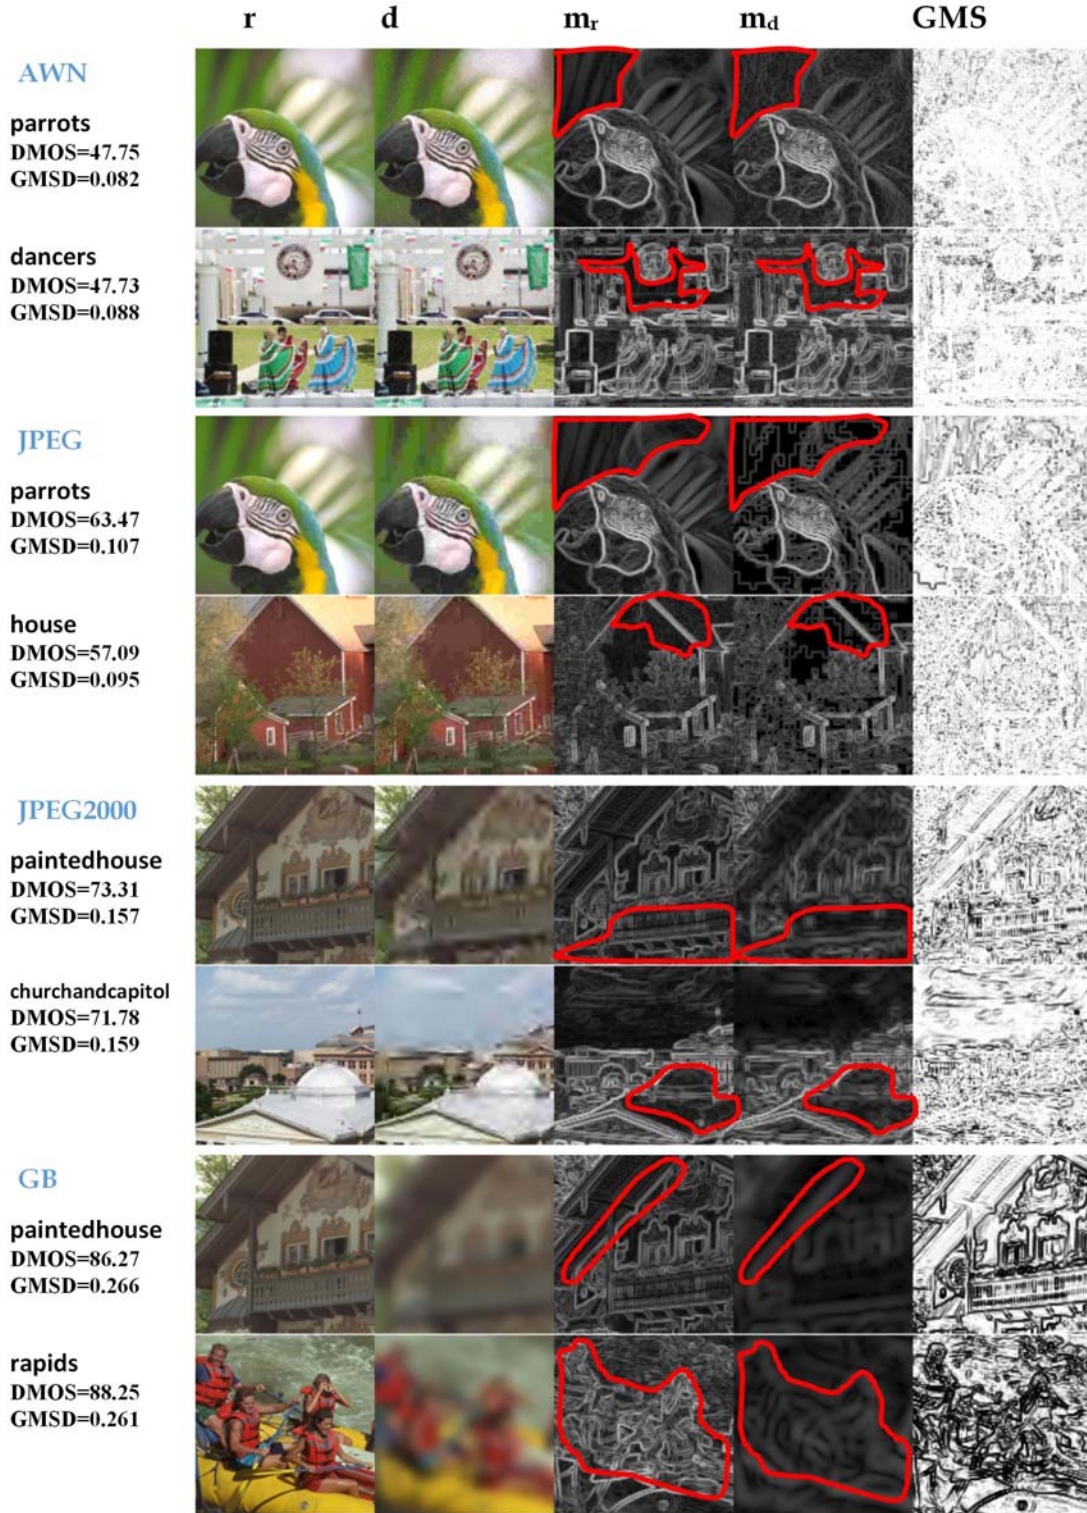 r d mr md GMS
AWN
parrots
DMOS=47.75
GMSD=0.082
dancers
DMOS=47.73
GMSD=0.088
JPEG
parrots
DMOS=63.47
GMSD=0.107
house
DMOS=57.09
GMSD=0.095
JPEG2000
paintedhouse
DMOS=73.31
GMSD=0.157
churchandcapitol
DMOS=71.78
GMSD=0.159
GB
paintedhouse
DMOS=86.27
GMSD=0.266
rapids
DMOS=88.25
GMSD=0.261